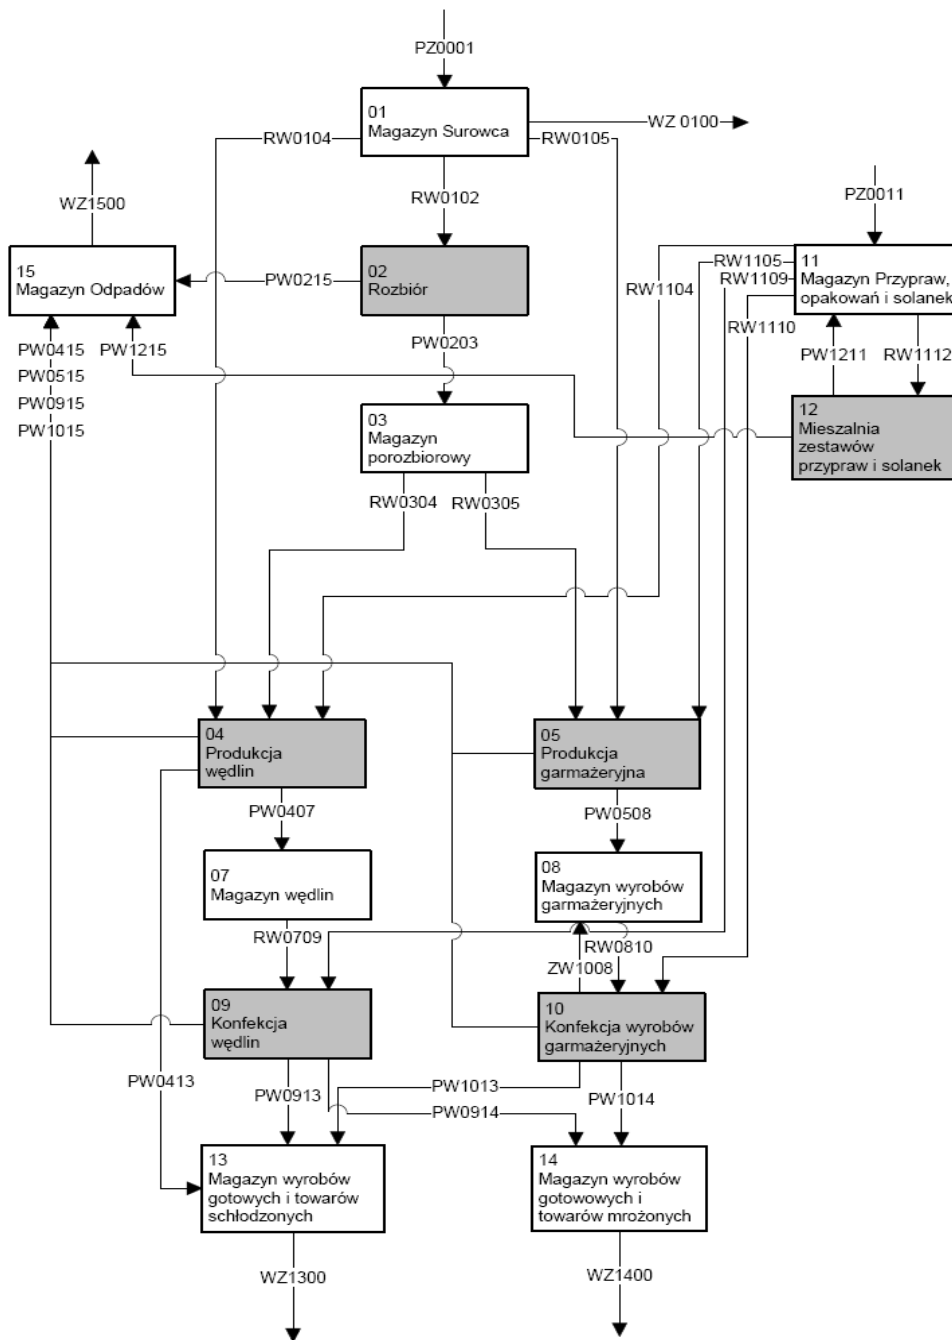 PZ0001
01
Magazyn Surowca
WZ 0100
RW0104
RW0105
RW0102
PZ0011
WZ1500
15
Magazyn Odpadów
PW0215
02
Rozbiór
RW1104
RW1105
RW1109
11
Magazyn Przypraw,
opakowań i solanek
RW1110
PW0415
PW1215
PW0515
PW0915
PW1015
PW0203
PW1211
RW1112
03
Magazyn
porozbiorowy
12
Mieszalnia
zestawów
przypraw i solanek
RW0304
RW0305
04
Produkcja
wędlin
05
Produkcja
garmażeryjna
PW0407
PW0508
07
Magazyn wędlin
08
Magazyn wyrobów
garmażeryjnych
RW0709
RW0810
ZW1008
09
Konfekcja
wędlin
10
Konfekcja wyrobów
garmażeryjnych
PW0413
PW0913
PW1013
PW0914
PW1014
13
Magazyn wyrobów
gotowych i towarów
schłodzonych
14
Magazyn wyrobów
gotowowych i
towarów mrożonych
WZ1300
WZ1400